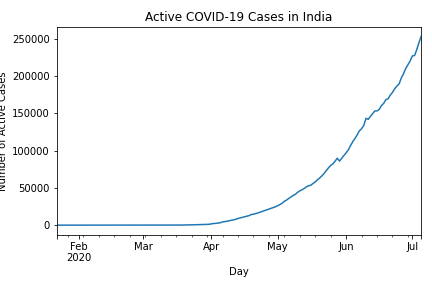 Active COVID-19 Cases in India
250000
200000
150000
100000
50000
0
Number of Active Cases
Feb Mar Apr May Jun Jul
2020
Day